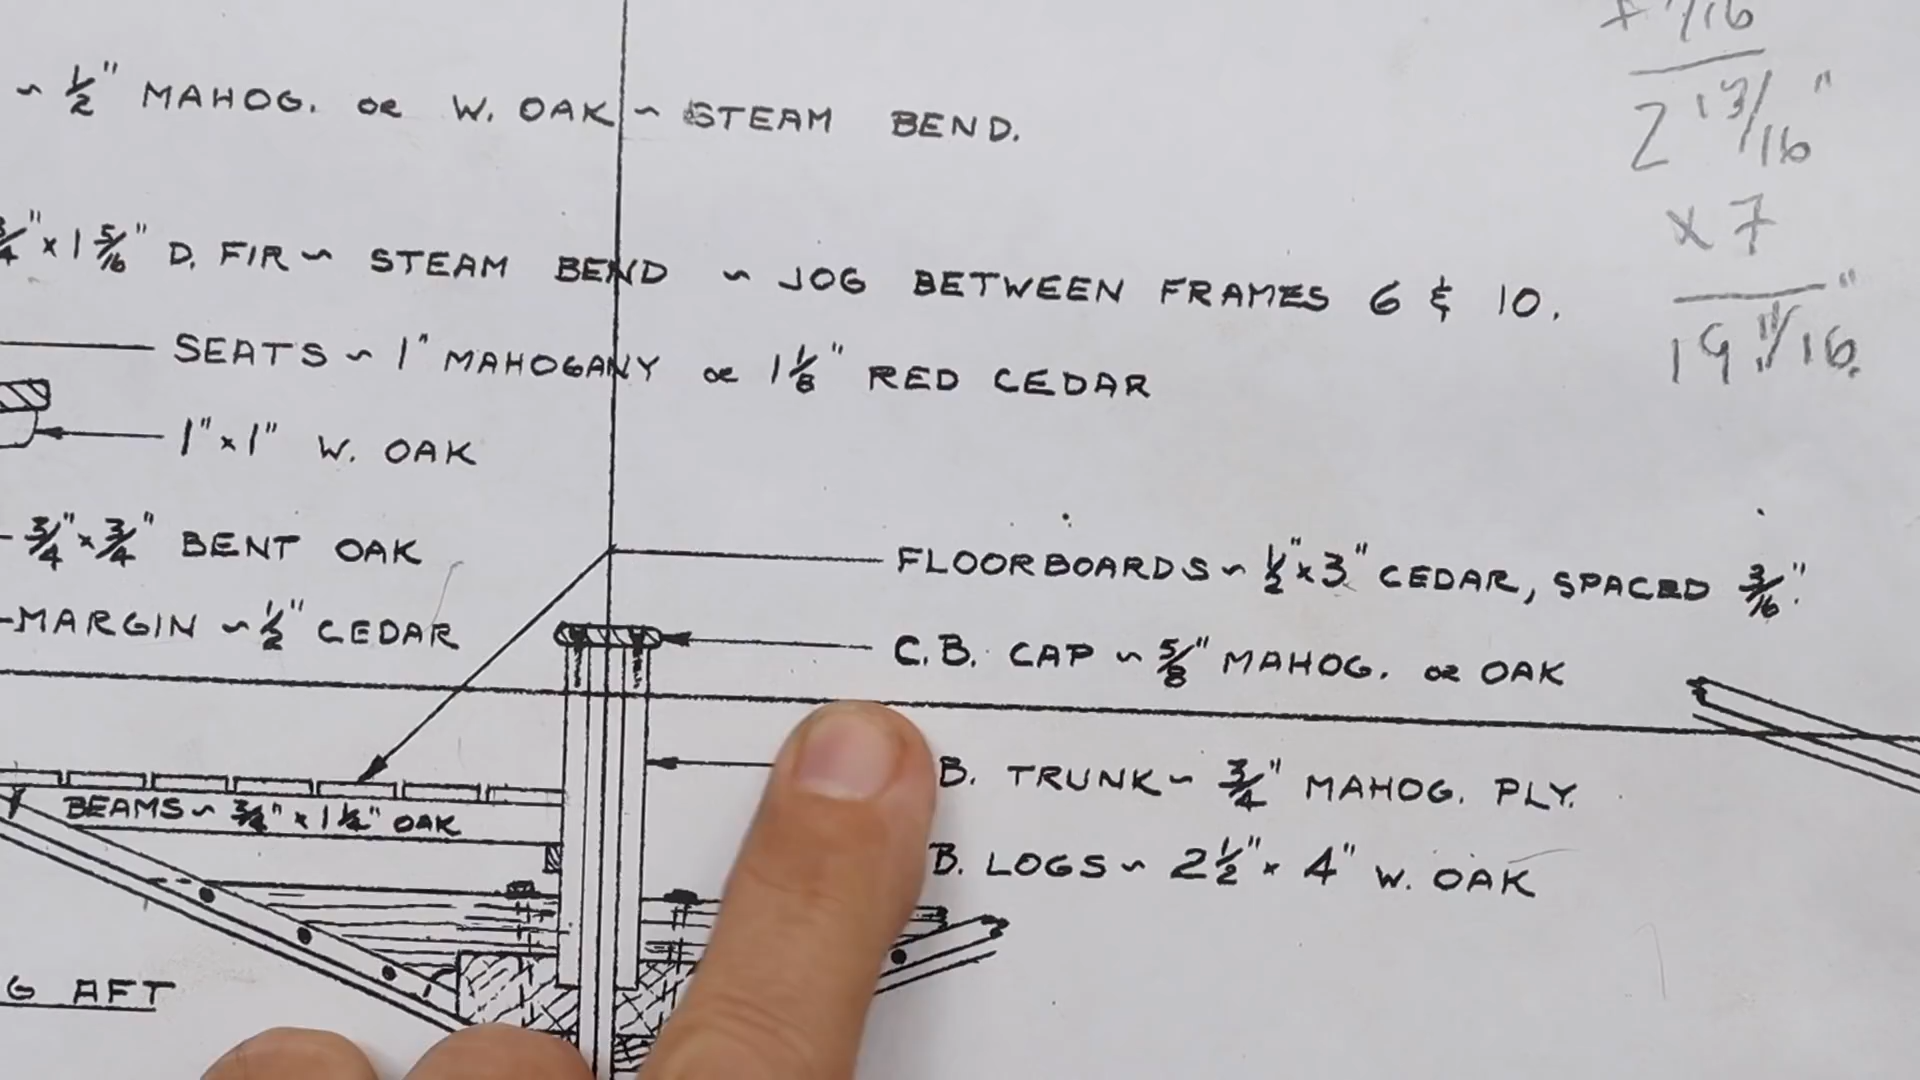 ~ 1/2" MAHOG. or W. OAK ~ STEAM BEND.
3/4" x 1 5/16" D. FIR ~ STEAM BEND ~ JOG BETWEEN FRAMES 6 & 10.
SEATS ~ 1" MAHOGANY or 1 1/8" RED CEDAR
1" x 1" W. OAK
3/4" x 3/4" BENT OAK
MARGIN ~ 1/2" CEDAR
FLOORBOARDS ~ 1/2" x 3" CEDAR, SPACED 3/16".
C.B. CAP ~ 5/8" MAHOG. or OAK
B. TRUNK ~ 3/4" MAHOG. PLY.
B. LOGS ~ 2 1/2" x 4" W. OAK
BEAMS ~ 3/4" x 1 1/4" OAK
G AFT
2 13/16"
x 7
19 11/16"